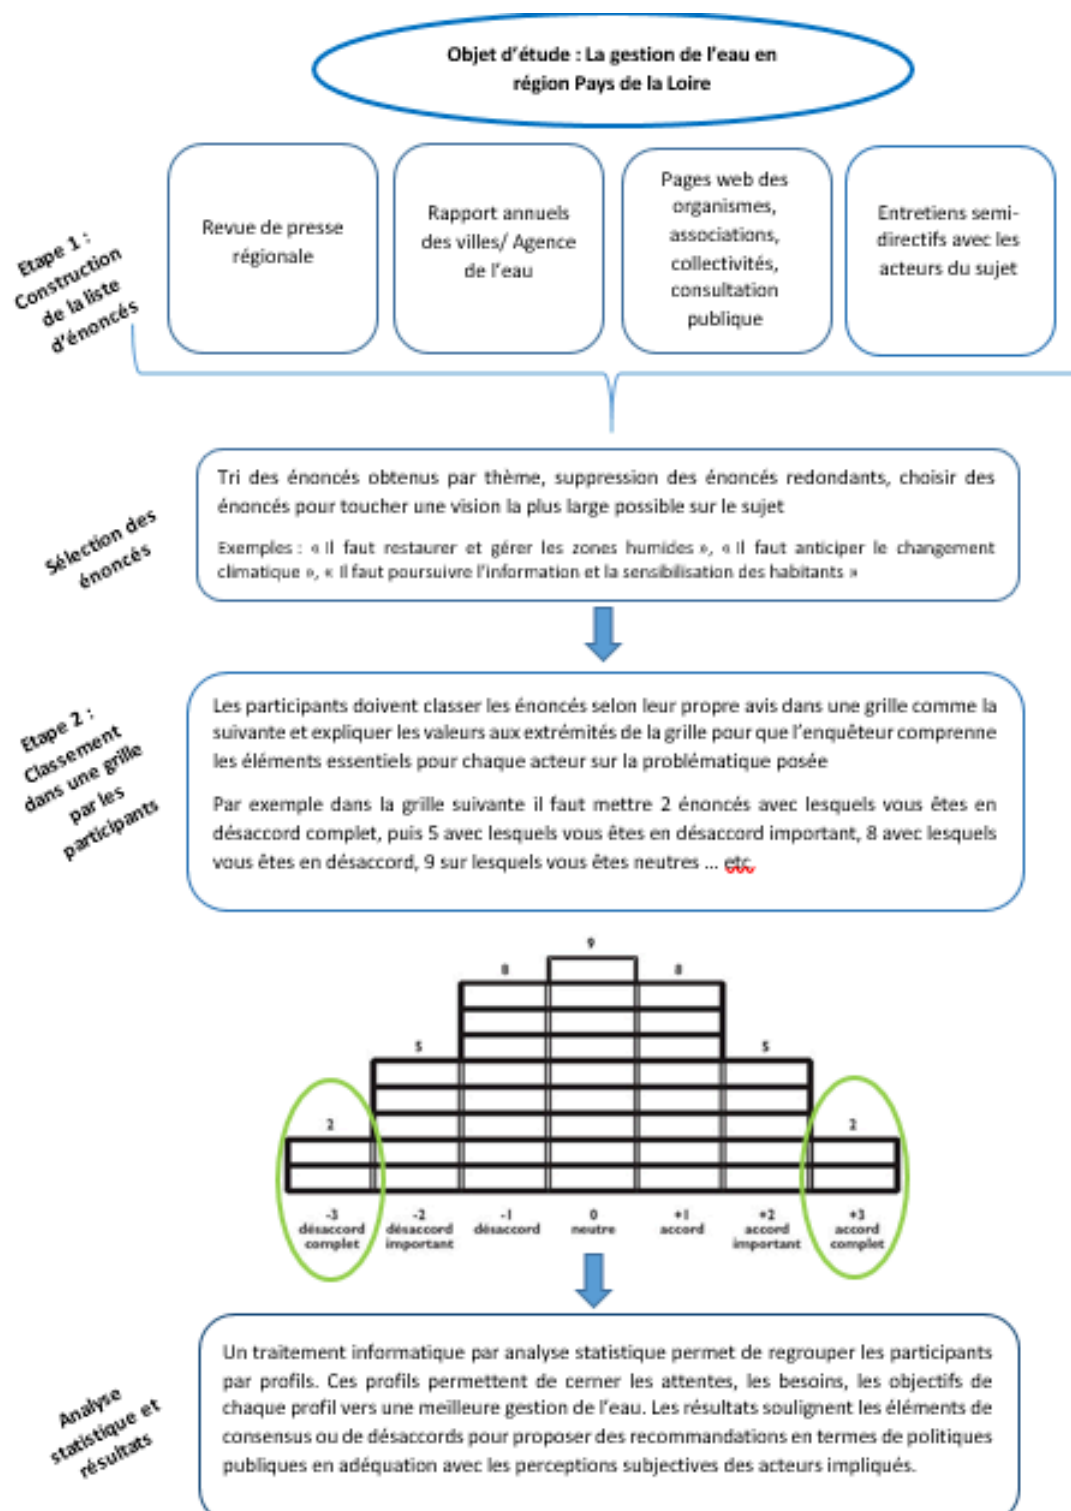 Objet d'étude : La gestion de l'eau en
région Pays de la Loire
Etape 1 :
Construction
de la liste
d'énoncés
Revue de presse
régionale
Rapport annuels
des villes/ Agence
de l'eau
Pages web des
organismes,
associations,
collectivités,
consultation
publique
Entretiens semi-
directifs avec les
acteurs du sujet
Sélection des
énoncés
Tri des énoncés obtenus par thème, suppression des énoncés redondants, choisir des
énoncés pour toucher une vision la plus large possible sur le sujet
Exemples : « Il faut restaurer et gérer les zones humides », « Il faut anticiper le changement
climatique », « Il faut poursuivre l'information et la sensibilisation des habitants »
Etape 2 :
Classement
dans une grille
par les
participants
Les participants doivent classer les énoncés selon leur propre avis dans une grille comme la
suivante et expliquer les valeurs aux extrémités de la grille pour que l'enquêteur comprenne
les éléments essentiels pour chaque acteur sur la problématique posée
Par exemple dans la grille suivante il faut mettre 2 énoncés avec lesquels vous êtes en
désaccord complet, puis 5 avec lesquels vous êtes en désaccord important, 8 avec lesquels
vous êtes en désaccord, 9 sur lesquels vous êtes neutres ... etc.
9
8 8
5 5
2 2
-3 -2 -1 0 +1 +2 +3
désaccord désaccord désaccord neutre accord accord accord
complet important important complet
Analyse
statistique et
résultats
Un traitement informatique par analyse statistique permet de regrouper les participants
par profils. Ces profils permettent de cerner les attentes, les besoins, les objectifs de
chaque profil vers une meilleure gestion de l'eau. Les résultats soulignent les éléments de
consensus ou de désaccords pour proposer des recommandations en termes de politiques
publiques en adéquation avec les perceptions subjectives des acteurs impliqués.